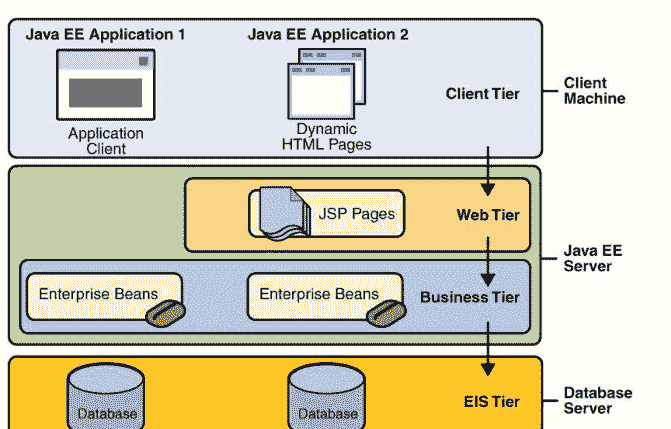 Java EE Application 1
Java EE Application 2
Client Tier
Client
Machine
Application
Client
Dynamic
HTML Pages
JSP Pages
Web Tier
Java EE
Server
Enterprise Beans
Enterprise Beans
Business Tier
Database
Database
EIS Tier
Database
Server